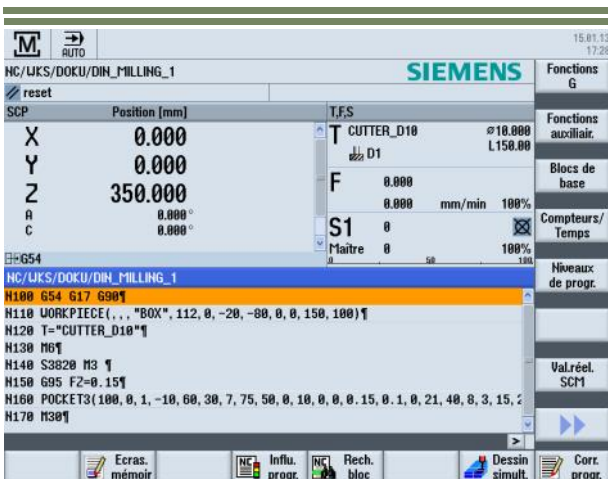 M AUTO
15.01.13
17:28
NC/WKS/DOKU/DIN_MILLING_1
SIEMENS
reset
SCP Position [mm]
X 0.000
Y 0.000
Z 350.000
A 0.000 °
C 0.000 °
G54
T,F,S
T CUTTER_D10 ø10.000
L150.00
D1
F 0.000
0.000 mm/min 100%
S1 0
Maître 0 100%
0 50 100
NC/WKS/DOKU/DIN_MILLING_1
N100 G54 G17 G90¶
N110 WORKPIECE(,,,"BOX",112,0,-20,-80,0,0,150,100)¶
N120 T="CUTTER_D10"¶
N130 M6¶
N140 S3820 M3 ¶
N150 G95 FZ=0.15¶
N160 POCKET3(100,0,1,-10,60,30,7,75,50,0,10,0,0,0.15,0.1,0,21,40,8,3,15,2
N170 M30¶
Fonctions
G
Fonctions
auxiliair.
Blocs de
base
Compteurs/
Temps
Niveaux
de progr.
Val.réel.
SCM
Ecras.
mémoir
NC Influ.
progr.
NC Rech.
bloc
Dessin
simult.
Corr.
progr.